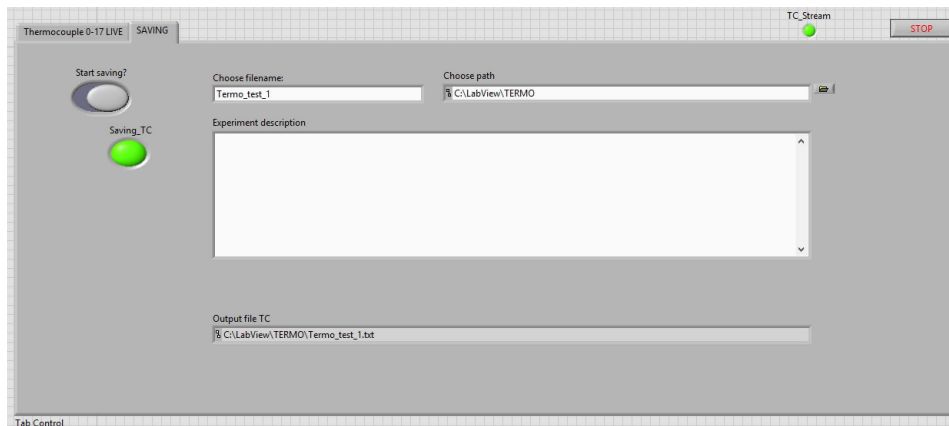 TC_Stream
STOP
Thermocouple 0-17 LIVE
SAVING
Start saving?
Choose filename:
Choose path
Termo_test_1
C:\LabView\TERMO
Saving_TC
Experiment description
Output file TC
C:\LabView\TERMO\Termo_test_1.txt
Tab Control